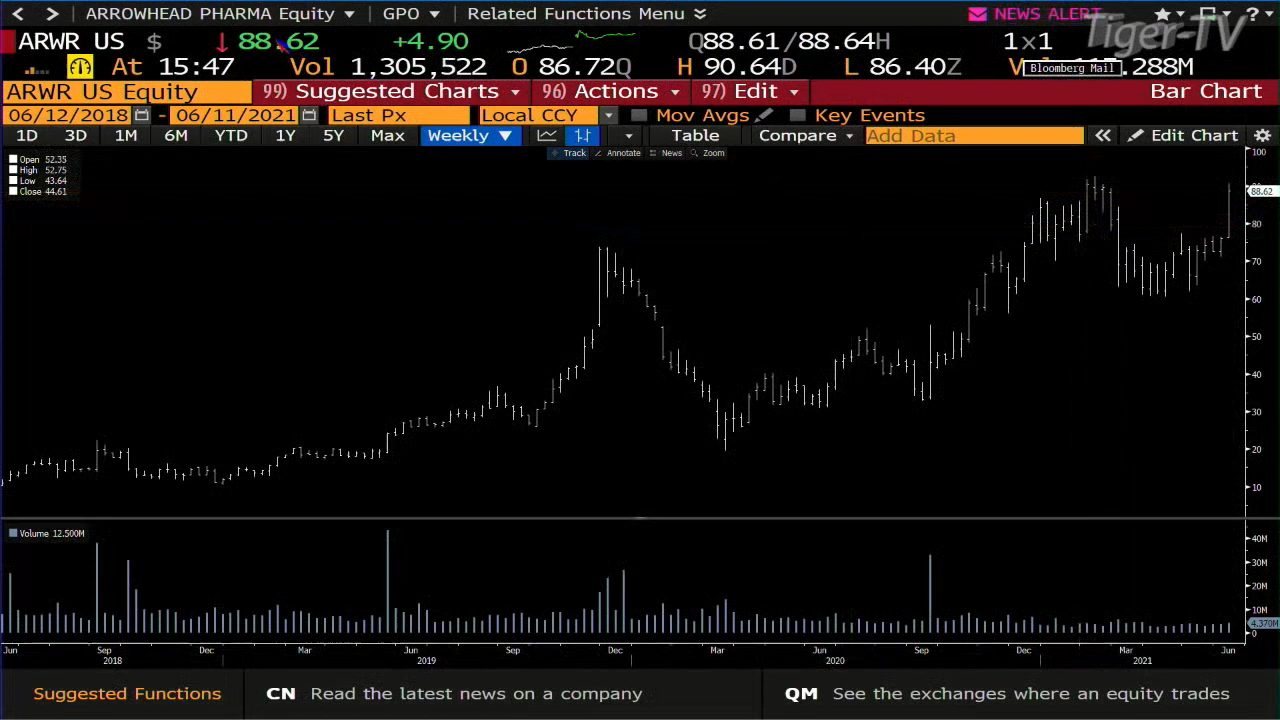 ARROWHEAD PHARMA Equity GPO Related Functions Menu NEWS ALERT ?
Tiger-TV
ARWR US $ 88.62 +4.90 Q88.61/88.64H 1x1
Bloomberg Mail
At 15:47 Vol 1,305,522 O 86.72Q H 90.64D L 86.40Z .288M
ARWR US Equity 99) Suggested Charts 96) Actions 97) Edit Bar Chart
06/12/2018 - 06/11/2021 Last Px Local CCY Mov Avgs Key Events
1D 3D 1M 6M YTD 1Y 5Y Max Weekly ▼ Table Compare Add Data « Edit Chart
Track Annotate News Zoom
Open 52.35
High 52.75
Low 43.64
Close 44.61
100
88.62
80
70
60
50
40
30
20
10
Volume 12.500M
40M
30M
20M
10M
4.370M
0
Jun Sep Dec Mar Jun Sep Dec Mar Jun Sep Dec Mar Jun
2018 2019 2020 2021
Suggested Functions CN Read the latest news on a company QM See the exchanges where an equity trades